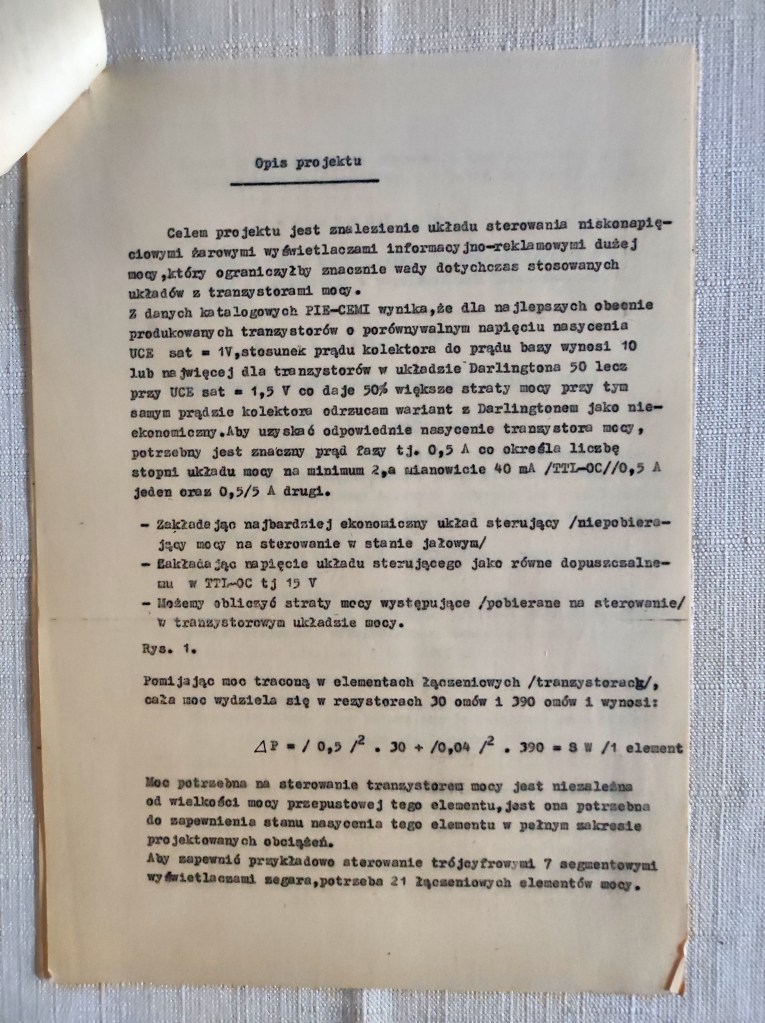 Opis projektu
Celem projektu jest znalezienie układu sterowania niskonapię-
ciowymi żarowymi wyświetlaczami informacyjno-reklamowymi dużej
mocy,który ograniczyłby znacznie wady dotychczas stosowanych
układów z tranzystorami mocy.
Z danych katalogowych PIE-CEMI wynika,że dla najlepszych obecnie
produkowanych tranzystorów o porównywalnym napięciu nasycenia
UCE sat = 1V,stosunek prądu kolektora do prądu bazy wynosi 10
lub najwięcej dla tranzystorów w układzie Darlingtona 50 lecz
przy UCE sat = 1,5 V co daje 50% większe straty mocy przy tym
samym prądzie kolektora odrzucam wariant z Darlingtonem jako nie-
ekonomiczny.Aby uzyskać odpowiednie nasycenie tranzystora mocy,
potrzebny jest znaczny prąd fazy tj. 0,5 A co określa liczbę
stopni układu mocy na minimum 2,a mianowicie 40 mA /TTL-OC//0,5 A
jeden oraz 0,5/5 A drugi.
- Zakładając najbardziej ekonomiczny układ sterujący /niepobiera-
jący mocy na sterowanie w stanie jałowym/
- Zakładając napięcie układu sterującego jako równe dopuszczalne-
mu w TTL-OC tj 15 V
- Możemy obliczyć straty mocy występujące /pobierane na sterowanie/
w tranzystorowym układzie mocy.
Rys. 1.
Pomijając moc traconą w elementach łączeniowych /tranzystorach/,
cała moc wydziela się w rezystorach 30 omów i 390 omów i wynosi:
△P = / 0,5 /² . 30 + /0,04 /² . 390 = 8 W /1 element
Moc potrzebna na sterowanie tranzystorem mocy jest niezależna
od wielkości mocy przepustowej tego elementu,jest ona potrzebna
do zapewnienia stanu nasycenia tego elementu w pełnym zakresie
projektowanych obciążeń.
Aby zapewnić przykładowo sterowanie trójcyfrowymi 7 segmentowymi
wyświetlaczami zegara,potrzeba 21 łączeniowych elementów mocy.